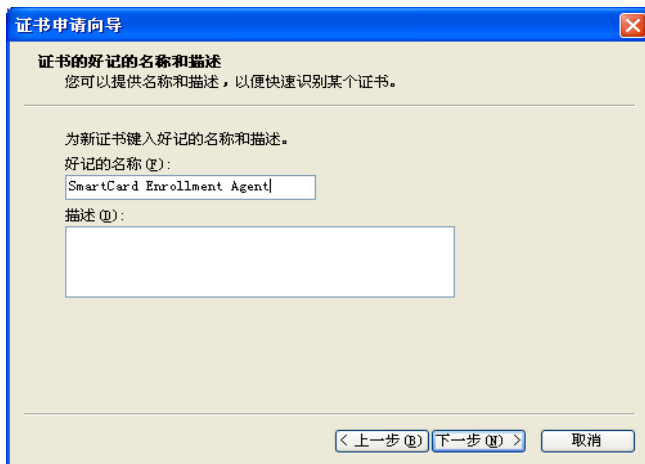 证书申请向导
证书的好记的名称和描述
您可以提供名称和描述，以便快速识别某个证书。
为新证书键入好记的名称和描述。
好记的名称(F):
SmartCard Enrollment Agent
描述(D):
< 上一步(B) 下一步(N) > 取消